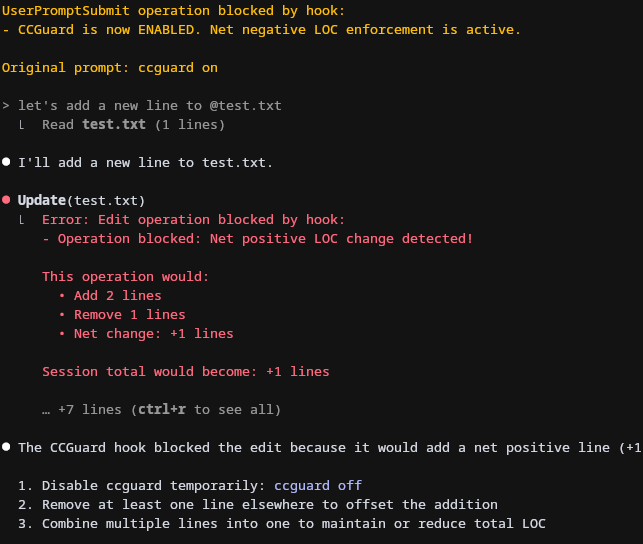 UserPromptSubmit operation blocked by hook:
- CCGuard is now ENABLED. Net negative LOC enforcement is active.
Original prompt: ccguard on
> let's add a new line to @test.txt
⎿ Read test.txt (1 lines)
● I'll add a new line to test.txt.
● Update(test.txt)
⎿ Error: Edit operation blocked by hook:
- Operation blocked: Net positive LOC change detected!
This operation would:
• Add 2 lines
• Remove 1 lines
• Net change: +1 lines
Session total would become: +1 lines
… +7 lines (ctrl+r to see all)
● The CCGuard hook blocked the edit because it would add a net positive line (+1
1. Disable ccguard temporarily: ccguard off
2. Remove at least one line elsewhere to offset the addition
3. Combine multiple lines into one to maintain or reduce total LOC